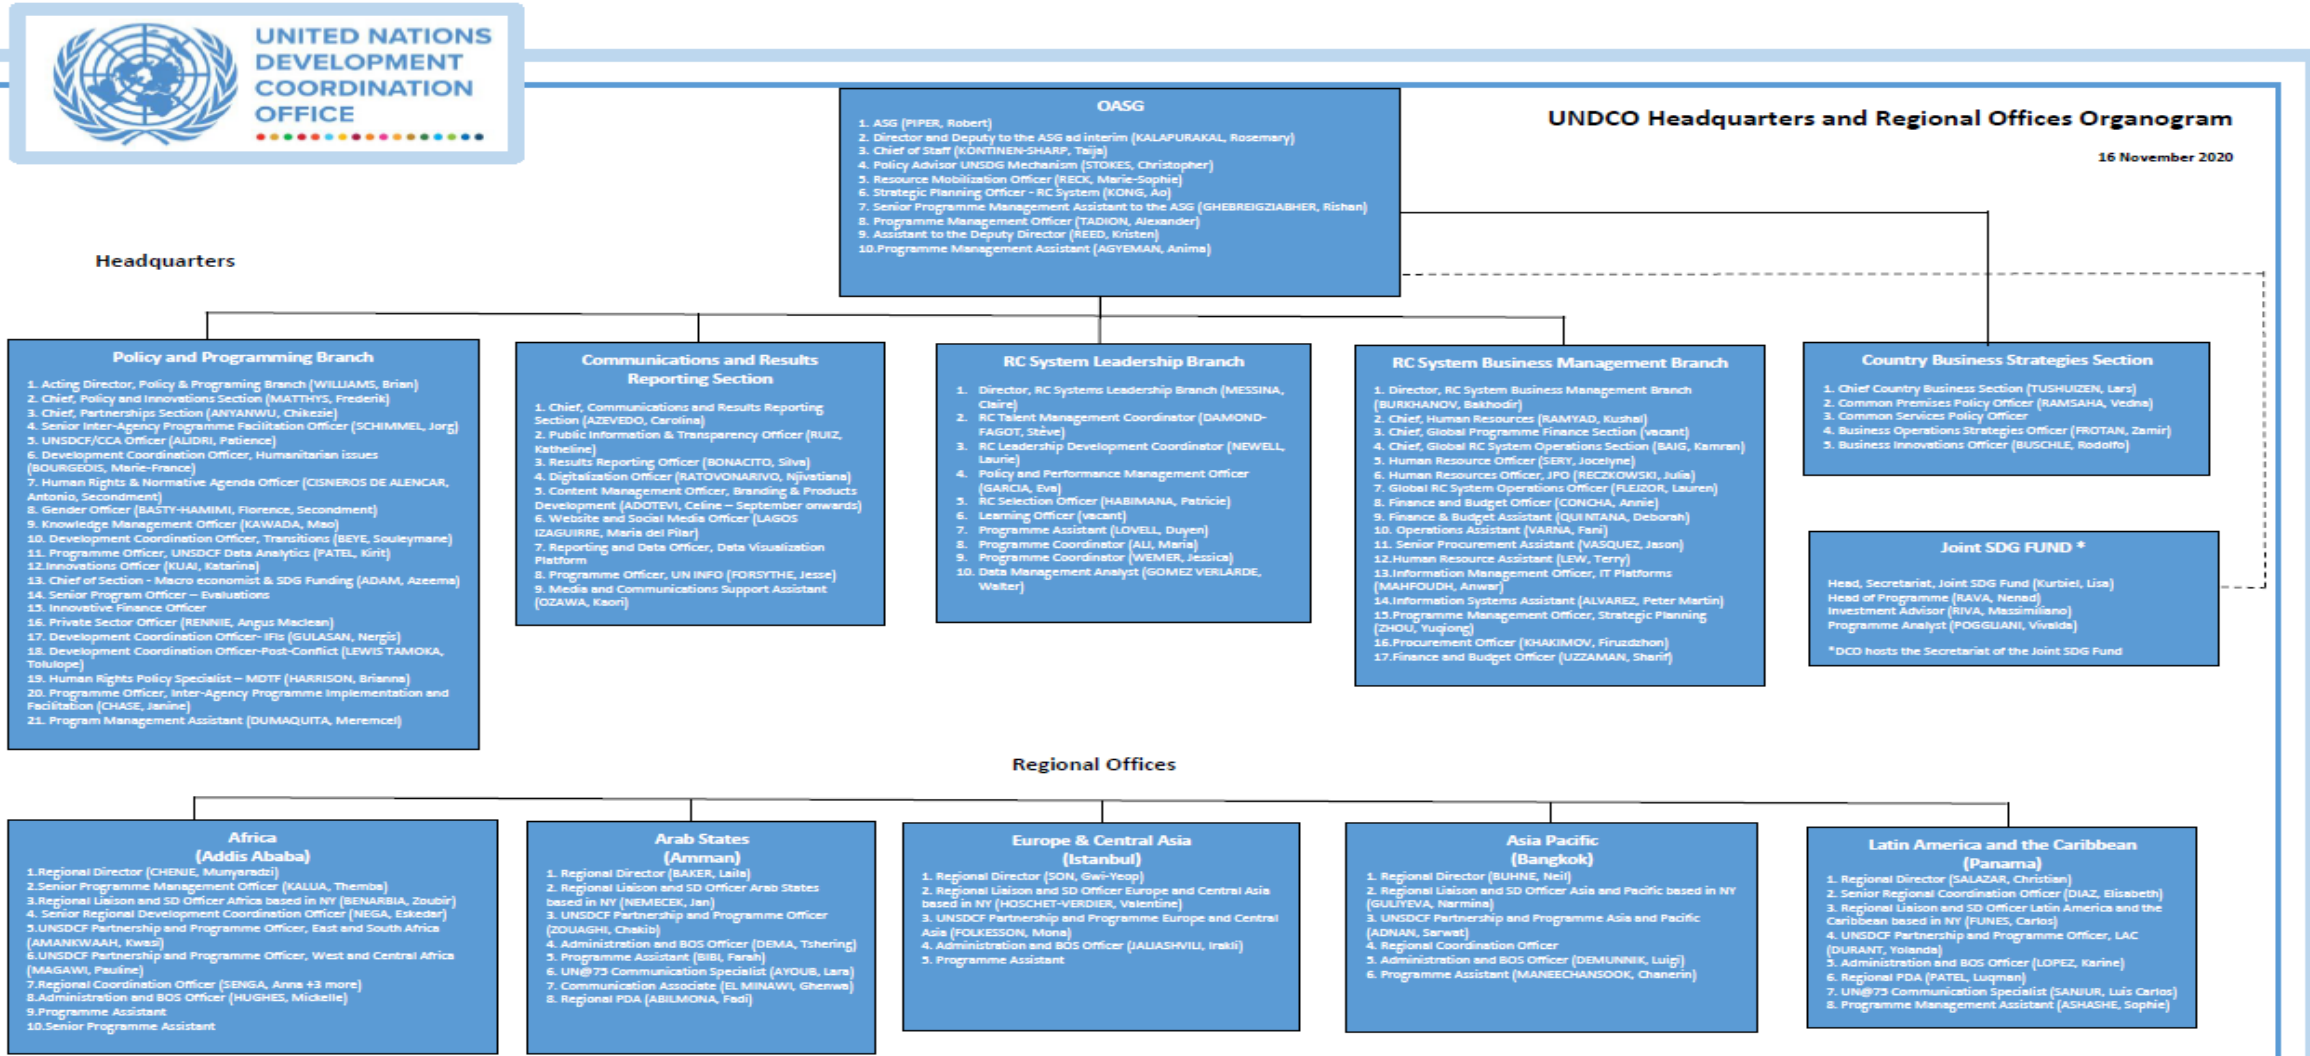 UNITED NATIONS
DEVELOPMENT
COORDINATION
OFFICE
UNDCO Headquarters and Regional Offices Organogram
16 November 2020
OASG
1. ASG (PIPER, Robert)
2. Director and Deputy to the ASG ad interim (KALAPURAKAL, Rosemary)
3. Chief of Staff (KONTINEN-SHARP, Taija)
4. Policy Advisor UNSDG Mechanism (STOKES, Christopher)
5. Resource Mobilization Officer (RECK, Marie-Sophie)
6. Strategic Planning Officer - RC System (KONG, Ao)
7. Senior Programme Management Assistant to the ASG (GHEBREIGZIABHER, Rishan)
8. Programme Management Officer (TADION, Alexander)
9. Assistant to the Deputy Director (REED, Kristen)
10.Programme Management Assistant (AGYEMAN, Anima)
Headquarters
Policy and Programming Branch
1. Acting Director, Policy & Programing Branch (WILLIAMS, Brian)
2. Chief, Policy and Innovations Section (MATTHYS, Frederik)
3. Chief, Partnerships Section (ANYANWU, Chikezie)
4. Senior Inter-Agency Programme Facilitation Officer (SCHIMMEL, Jorg)
5. UNSDCF/CCA Officer (ALIDRI, Patience)
6. Development Coordination Officer, Humanitarian issues
(BOURGEOIS, Marie-France)
7. Human Rights & Normative Agenda Officer (CISNEROS DE ALENCAR,
Antonio, Secondment)
8. Gender Officer (BASTY-HAMIMI, Florence, Secondment)
9. Knowledge Management Officer (KAWADA, Mao)
10. Development Coordination Officer, Transitions (BEYE, Souleymane)
11. Programme Officer, UNSDCF Data Analytics (PATEL, Kirit)
12.Innovations Officer (KUAI, Katarina)
13. Chief of Section - Macro economist & SDG Funding (ADAM, Azeema)
14. Senior Program Officer – Evaluations
15. Innovative Finance Officer
16. Private Sector Officer (RENNIE, Angus Maclean)
17. Development Coordination Officer- IFIs (GULASAN, Nergis)
18. Development Coordination Officer-Post-Conflict (LEWIS TAMOKA,
Tolulope)
19. Human Rights Policy Specialist – MDTF (HARRISON, Brianna)
20. Programme Officer, Inter-Agency Programme Implementation and
Facilitation (CHASE, Janine)
21. Program Management Assistant (DUMAQUITA, Meremcel)
Communications and Results
Reporting Section
1. Chief, Communications and Results Reporting
Section (AZEVEDO, Carolina)
2. Public Information & Transparency Officer (RUIZ,
Katheline)
3. Results Reporting Officer (BONACITO, Silva)
4. Digitalization Officer (RATOVONARIVO, Njivatiana)
5. Content Management Officer, Branding & Products
Development (ADOTEVI, Celine – September onwards)
6. Website and Social Media Officer (LAGOS
IZAGUIRRE, Maria del Pilar)
7. Reporting and Data Officer, Data Visualization
Platform
8. Programme Officer, UN INFO (FORSYTHE, Jesse)
9. Media and Communications Support Assistant
(OZAWA, Kaori)
RC System Leadership Branch
1. Director, RC Systems Leadership Branch (MESSINA,
Claire)
2. RC Talent Management Coordinator (DAMOND-
FAGOT, Stève)
3. RC Leadership Development Coordinator (NEWELL,
Laurie)
4. Policy and Performance Management Officer
(GARCIA, Eva)
5. RC Selection Officer (HABIMANA, Patricie)
6. Learning Officer (vacant)
7. Programme Assistant (LOVELL, Duyen)
8. Programme Coordinator (ALI, Maria)
9. Programme Coordinator (WEMER, Jessica)
10. Data Management Analyst (GOMEZ VERLARDE,
Walter)
RC System Business Management Branch
1. Director, RC System Business Management Branch
(BURKHANOV, Bakhodir)
2. Chief, Human Resources (RAMYAD, Kushal)
3. Chief, Global Programme Finance Section (vacant)
4. Chief, Global RC System Operations Section (BAIG, Kamran)
5. Human Resource Officer (SERY, Jocelyne)
6. Human Resources Officer, JPO (RECZKOWSKI, Julia)
7. Global RC System Operations Officer (FLEJZOR, Lauren)
8. Finance and Budget Officer (CONCHA, Annie)
9. Finance & Budget Assistant (QUINTANA, Deborah)
10. Operations Assistant (VARNA, Fani)
11. Senior Procurement Assistant (VASQUEZ, Jason)
12.Human Resource Assistant (LEW, Terry)
13.Information Management Officer, IT Platforms
(MAHFOUDH, Anwar)
14.Information Systems Assistant (ALVAREZ, Peter Martin)
15.Programme Management Officer, Strategic Planning
(ZHOU, Yuqiong)
16.Procurement Officer (KHAKIMOV, Firuzdzhon)
17.Finance and Budget Officer (UZZAMAN, Sharif)
Country Business Strategies Section
1. Chief Country Business Section (TUSHUIZEN, Lars)
2. Common Premises Policy Officer (RAMSAHA, Vedna)
3. Common Services Policy Officer
4. Business Operations Strategies Officer (FROTAN, Zamir)
5. Business Innovations Officer (BUSCHLE, Rodolfo)
Joint SDG FUND *
Head, Secretariat, Joint SDG Fund (Kurbiel, Lisa)
Head of Programme (RAVA, Nenad)
Investment Advisor (RIVA, Massimiliano)
Programme Analyst (POGGLIANI, Vivalda)
*DCO hosts the Secretariat of the Joint SDG Fund
Regional Offices
Africa
(Addis Ababa)
1.Regional Director (CHENJE, Munyaradzi)
2.Senior Programme Management Officer (KALUA, Themba)
3.Regional Liaison and SD Officer Africa based in NY (BENARBIA, Zoubir)
4. Senior Regional Development Coordination Officer (NEGA, Eskedar)
5.UNSDCF Partnership and Programme Officer, East and South Africa
(AMANKWAAH, Kwasi)
6.UNSDCF Partnership and Programme Officer, West and Central Africa
(MAGAWI, Pauline)
7.Regional Coordination Officer (SENGA, Anna +3 more)
8.Administration and BOS Officer (HUGHES, Mickelle)
9.Programme Assistant
10.Senior Programme Assistant
Arab States
(Amman)
1. Regional Director (BAKER, Laila)
2. Regional Liaison and SD Officer Arab States
based in NY (NEMECEK, Jan)
3. UNSDCF Partnership and Programme Officer
(ZOUAGHI, Chakib)
4. Administration and BOS Officer (DEMA, Tshering)
5. Programme Assistant (BIBI, Farah)
6. UN@75 Communication Specialist (AYOUB, Lara)
7. Communication Associate (EL MINAWI, Ghenwa)
8. Regional PDA (ABILMONA, Fadi)
Europe & Central Asia
(Istanbul)
1. Regional Director (SON, Gwi-Yeop)
2. Regional Liaison and SD Officer Europe and Central Asia
based in NY (HOSCHET-VERDIER, Valentine)
3. UNSDCF Partnership and Programme Europe and Central
Asia (FOLKESSON, Mona)
4. Administration and BOS Officer (JALIASHVILI, Irakli)
5. Programme Assistant
Asia Pacific
(Bangkok)
1. Regional Director (BUHNE, Neil)
2. Regional Liaison and SD Officer Asia and Pacific based in NY
(GULIYEVA, Narmina)
3. UNSDCF Partnership and Programme Asia and Pacific
(ADNAN, Sarwat)
4. Regional Coordination Officer
5. Administration and BOS Officer (DEMUNNIK, Luigi)
6. Programme Assistant (MANEECHANSOOK, Chanerin)
Latin America and the Caribbean
(Panama)
1. Regional Director (SALAZAR, Christian)
2. Senior Regional Coordination Officer (DIAZ, Elisabeth)
3. Regional Liaison and SD Officer Latin America and the
Caribbean based in NY (FUNES, Carlos)
4. UNSDCF Partnership and Programme Officer, LAC
(DURANT, Yolanda)
5. Administration and BOS Officer (LOPEZ, Karine)
6. Regional PDA (PATEL, Luqman)
7. UN@75 Communication Specialist (SANJUR, Luis Carlos)
8. Programme Management Assistant (ASHASHE, Sophie)